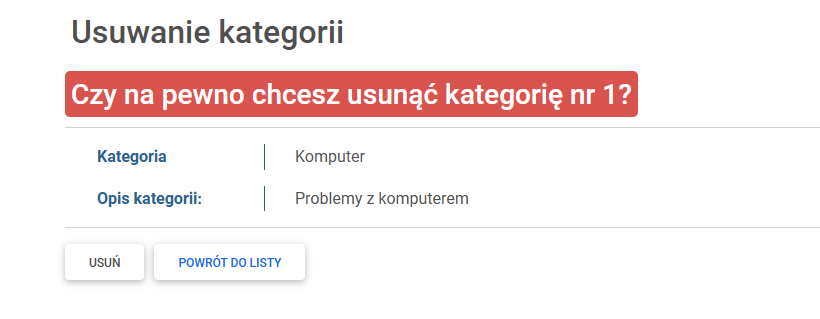 Usuwanie kategorii
Czy na pewno chcesz usunąć kategorię nr 1?
Kategoria Komputer
Opis kategorii: Problemy z komputerem
USUŃ POWRÓT DO LISTY